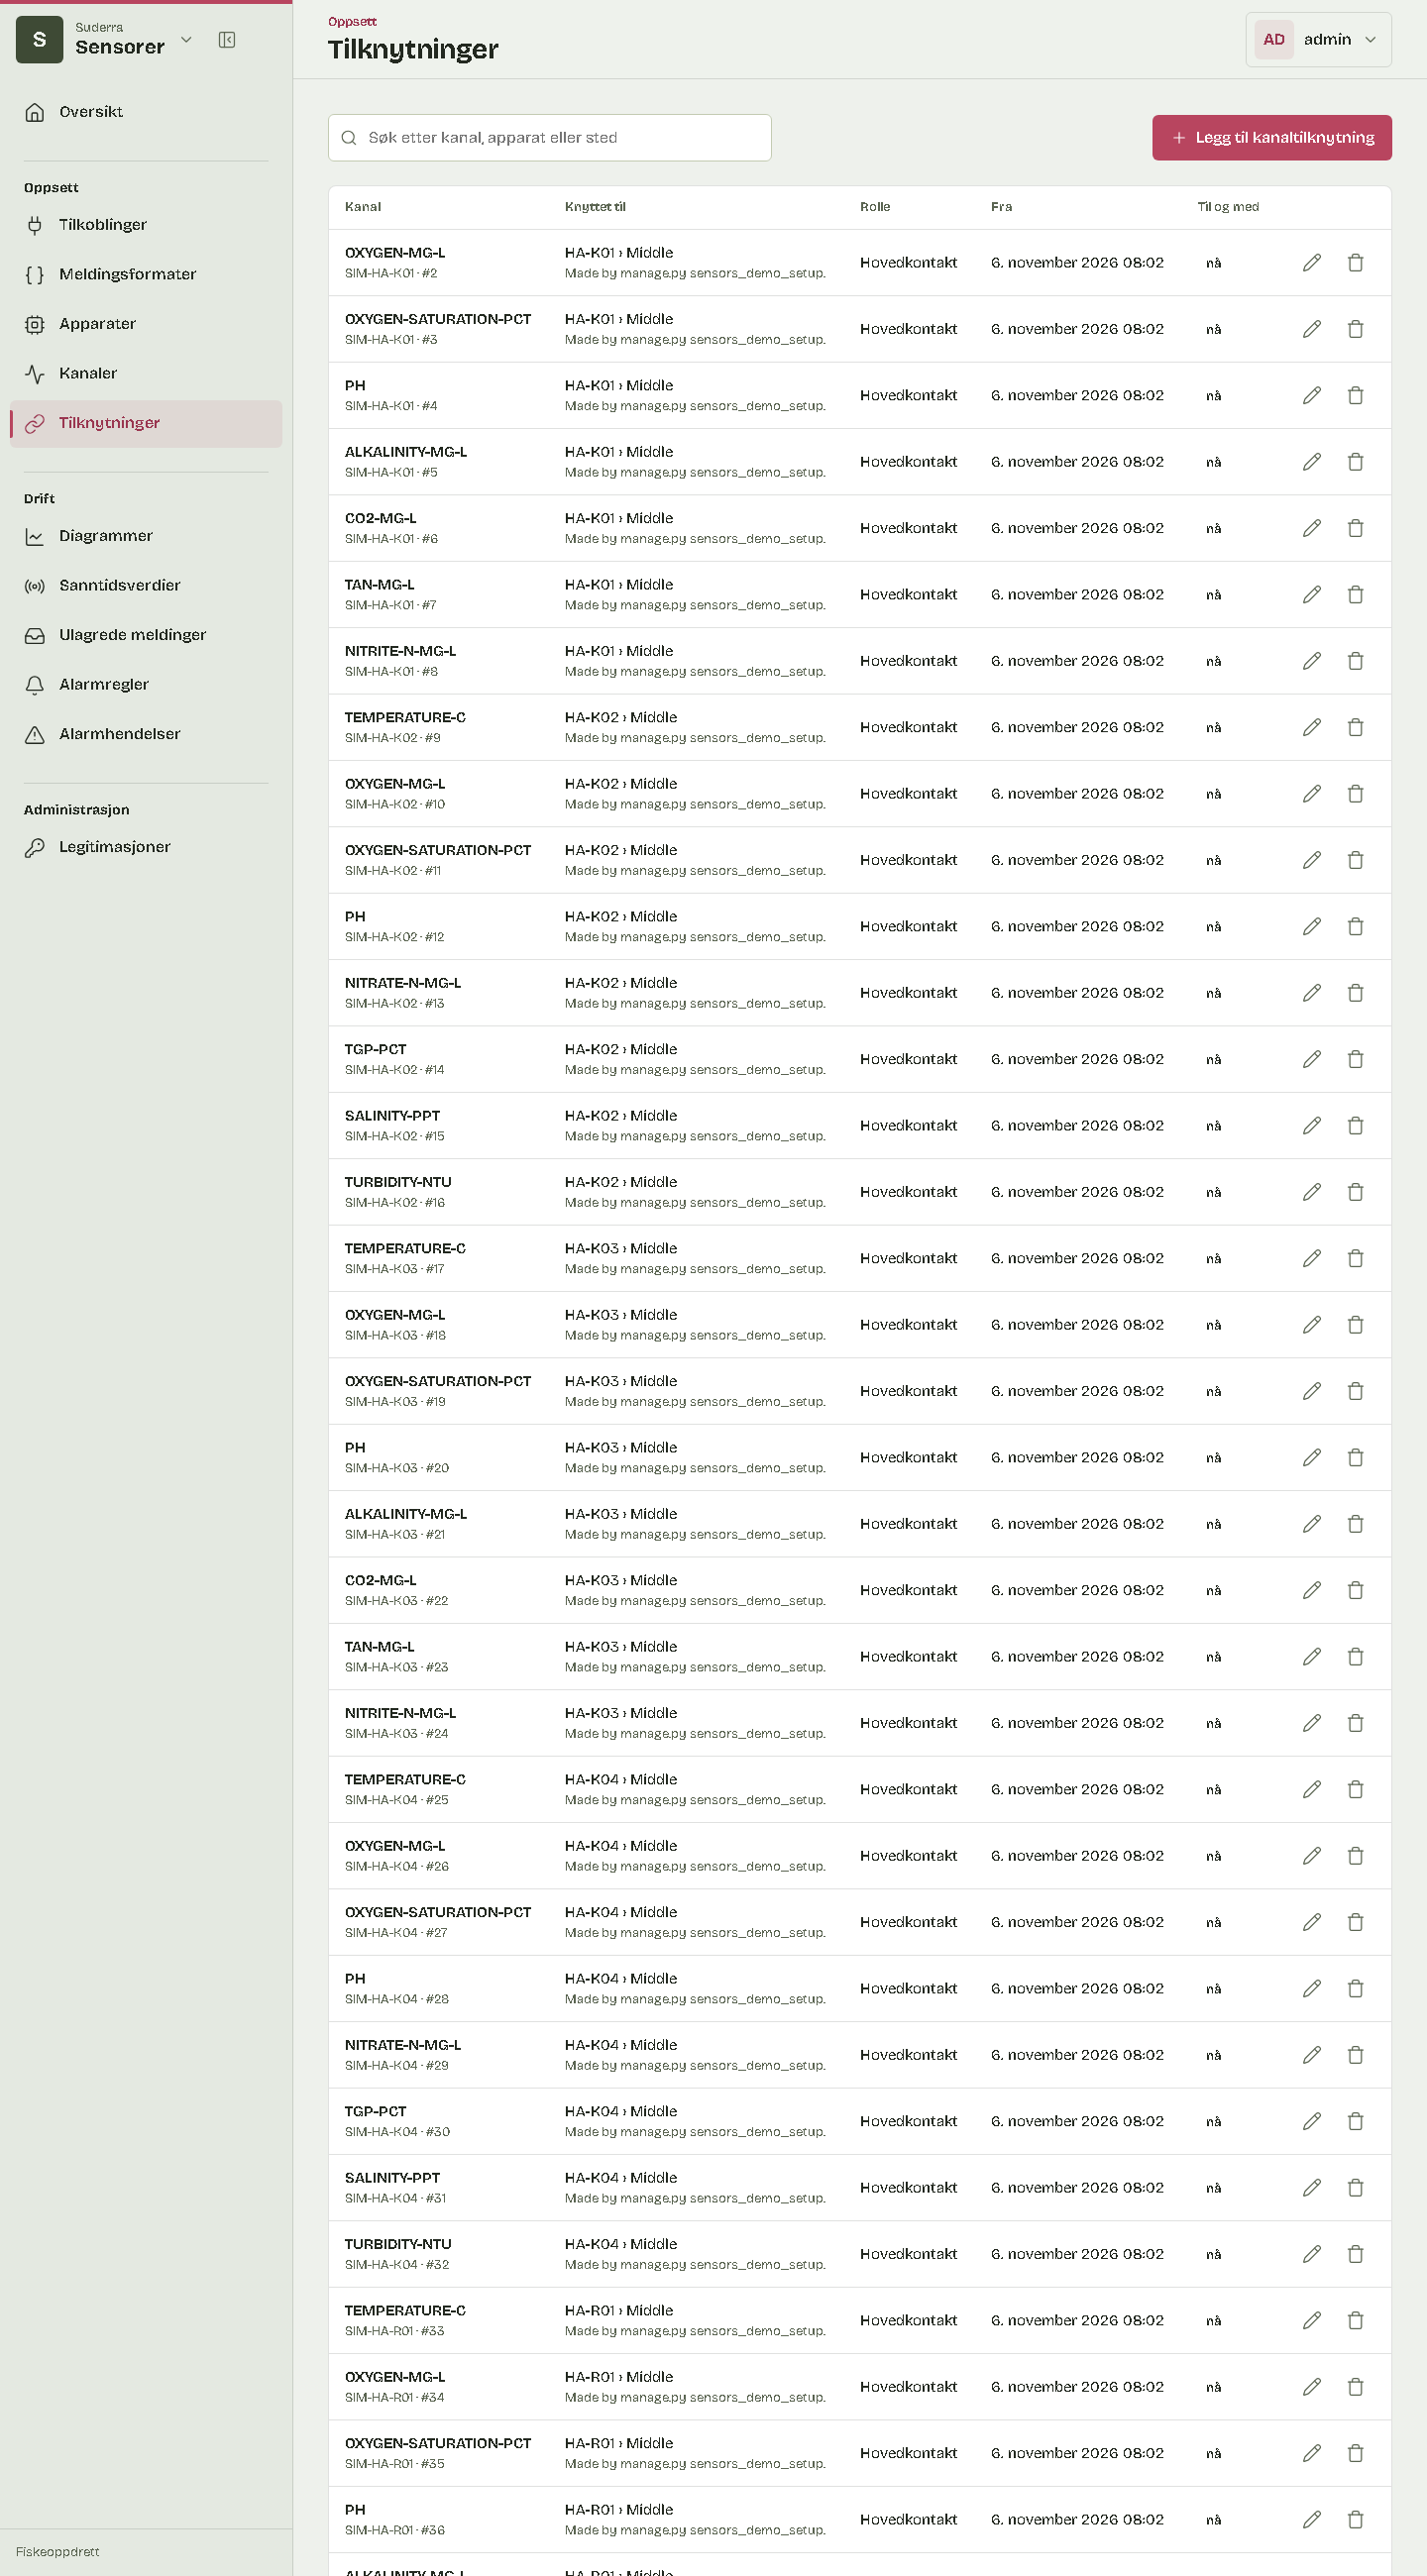 S
Suderra
Sensorer
Oversikt
Oppsett
Tilkoblinger
Meldingsformater
Apparater
Kanaler
Tilknytninger
Drift
Diagrammer
Sanntidsverdier
Ulagrede meldinger
Alarmregler
Alarmhendelser
Administrasjon
Legitimasjoner
Fiskeoppdrett
Oppsett
Tilknytninger
AD admin
Søk etter kanal, apparat eller sted
Legg til kanaltilknytning
Kanal Knyttet til Rolle Fra Til og med
OXYGEN-MG-L HA-K01 › Middle Hovedkontakt 6. november 2026 08:02 nå
SIM-HA-K01 · #2 Made by manage.py sensors_demo_setup.
OXYGEN-SATURATION-PCT HA-K01 › Middle Hovedkontakt 6. november 2026 08:02 nå
SIM-HA-K01 · #3 Made by manage.py sensors_demo_setup.
PH HA-K01 › Middle Hovedkontakt 6. november 2026 08:02 nå
SIM-HA-K01 · #4 Made by manage.py sensors_demo_setup.
ALKALINITY-MG-L HA-K01 › Middle Hovedkontakt 6. november 2026 08:02 nå
SIM-HA-K01 · #5 Made by manage.py sensors_demo_setup.
CO2-MG-L HA-K01 › Middle Hovedkontakt 6. november 2026 08:02 nå
SIM-HA-K01 · #6 Made by manage.py sensors_demo_setup.
TAN-MG-L HA-K01 › Middle Hovedkontakt 6. november 2026 08:02 nå
SIM-HA-K01 · #7 Made by manage.py sensors_demo_setup.
NITRITE-N-MG-L HA-K01 › Middle Hovedkontakt 6. november 2026 08:02 nå
SIM-HA-K01 · #8 Made by manage.py sensors_demo_setup.
TEMPERATURE-C HA-K02 › Middle Hovedkontakt 6. november 2026 08:02 nå
SIM-HA-K02 · #9 Made by manage.py sensors_demo_setup.
OXYGEN-MG-L HA-K02 › Middle Hovedkontakt 6. november 2026 08:02 nå
SIM-HA-K02 · #10 Made by manage.py sensors_demo_setup.
OXYGEN-SATURATION-PCT HA-K02 › Middle Hovedkontakt 6. november 2026 08:02 nå
SIM-HA-K02 · #11 Made by manage.py sensors_demo_setup.
PH HA-K02 › Middle Hovedkontakt 6. november 2026 08:02 nå
SIM-HA-K02 · #12 Made by manage.py sensors_demo_setup.
NITRATE-N-MG-L HA-K02 › Middle Hovedkontakt 6. november 2026 08:02 nå
SIM-HA-K02 · #13 Made by manage.py sensors_demo_setup.
TGP-PCT HA-K02 › Middle Hovedkontakt 6. november 2026 08:02 nå
SIM-HA-K02 · #14 Made by manage.py sensors_demo_setup.
SALINITY-PPT HA-K02 › Middle Hovedkontakt 6. november 2026 08:02 nå
SIM-HA-K02 · #15 Made by manage.py sensors_demo_setup.
TURBIDITY-NTU HA-K02 › Middle Hovedkontakt 6. november 2026 08:02 nå
SIM-HA-K02 · #16 Made by manage.py sensors_demo_setup.
TEMPERATURE-C HA-K03 › Middle Hovedkontakt 6. november 2026 08:02 nå
SIM-HA-K03 · #17 Made by manage.py sensors_demo_setup.
OXYGEN-MG-L HA-K03 › Middle Hovedkontakt 6. november 2026 08:02 nå
SIM-HA-K03 · #18 Made by manage.py sensors_demo_setup.
OXYGEN-SATURATION-PCT HA-K03 › Middle Hovedkontakt 6. november 2026 08:02 nå
SIM-HA-K03 · #19 Made by manage.py sensors_demo_setup.
PH HA-K03 › Middle Hovedkontakt 6. november 2026 08:02 nå
SIM-HA-K03 · #20 Made by manage.py sensors_demo_setup.
ALKALINITY-MG-L HA-K03 › Middle Hovedkontakt 6. november 2026 08:02 nå
SIM-HA-K03 · #21 Made by manage.py sensors_demo_setup.
CO2-MG-L HA-K03 › Middle Hovedkontakt 6. november 2026 08:02 nå
SIM-HA-K03 · #22 Made by manage.py sensors_demo_setup.
TAN-MG-L HA-K03 › Middle Hovedkontakt 6. november 2026 08:02 nå
SIM-HA-K03 · #23 Made by manage.py sensors_demo_setup.
NITRITE-N-MG-L HA-K03 › Middle Hovedkontakt 6. november 2026 08:02 nå
SIM-HA-K03 · #24 Made by manage.py sensors_demo_setup.
TEMPERATURE-C HA-K04 › Middle Hovedkontakt 6. november 2026 08:02 nå
SIM-HA-K04 · #25 Made by manage.py sensors_demo_setup.
OXYGEN-MG-L HA-K04 › Middle Hovedkontakt 6. november 2026 08:02 nå
SIM-HA-K04 · #26 Made by manage.py sensors_demo_setup.
OXYGEN-SATURATION-PCT HA-K04 › Middle Hovedkontakt 6. november 2026 08:02 nå
SIM-HA-K04 · #27 Made by manage.py sensors_demo_setup.
PH HA-K04 › Middle Hovedkontakt 6. november 2026 08:02 nå
SIM-HA-K04 · #28 Made by manage.py sensors_demo_setup.
NITRATE-N-MG-L HA-K04 › Middle Hovedkontakt 6. november 2026 08:02 nå
SIM-HA-K04 · #29 Made by manage.py sensors_demo_setup.
TGP-PCT HA-K04 › Middle Hovedkontakt 6. november 2026 08:02 nå
SIM-HA-K04 · #30 Made by manage.py sensors_demo_setup.
SALINITY-PPT HA-K04 › Middle Hovedkontakt 6. november 2026 08:02 nå
SIM-HA-K04 · #31 Made by manage.py sensors_demo_setup.
TURBIDITY-NTU HA-K04 › Middle Hovedkontakt 6. november 2026 08:02 nå
SIM-HA-K04 · #32 Made by manage.py sensors_demo_setup.
TEMPERATURE-C HA-R01 › Middle Hovedkontakt 6. november 2026 08:02 nå
SIM-HA-R01 · #33 Made by manage.py sensors_demo_setup.
OXYGEN-MG-L HA-R01 › Middle Hovedkontakt 6. november 2026 08:02 nå
SIM-HA-R01 · #34 Made by manage.py sensors_demo_setup.
OXYGEN-SATURATION-PCT HA-R01 › Middle Hovedkontakt 6. november 2026 08:02 nå
SIM-HA-R01 · #35 Made by manage.py sensors_demo_setup.
PH HA-R01 › Middle Hovedkontakt 6. november 2026 08:02 nå
SIM-HA-R01 · #36 Made by manage.py sensors_demo_setup.
ALKALINITY-MG-L HA-R01 › Middle